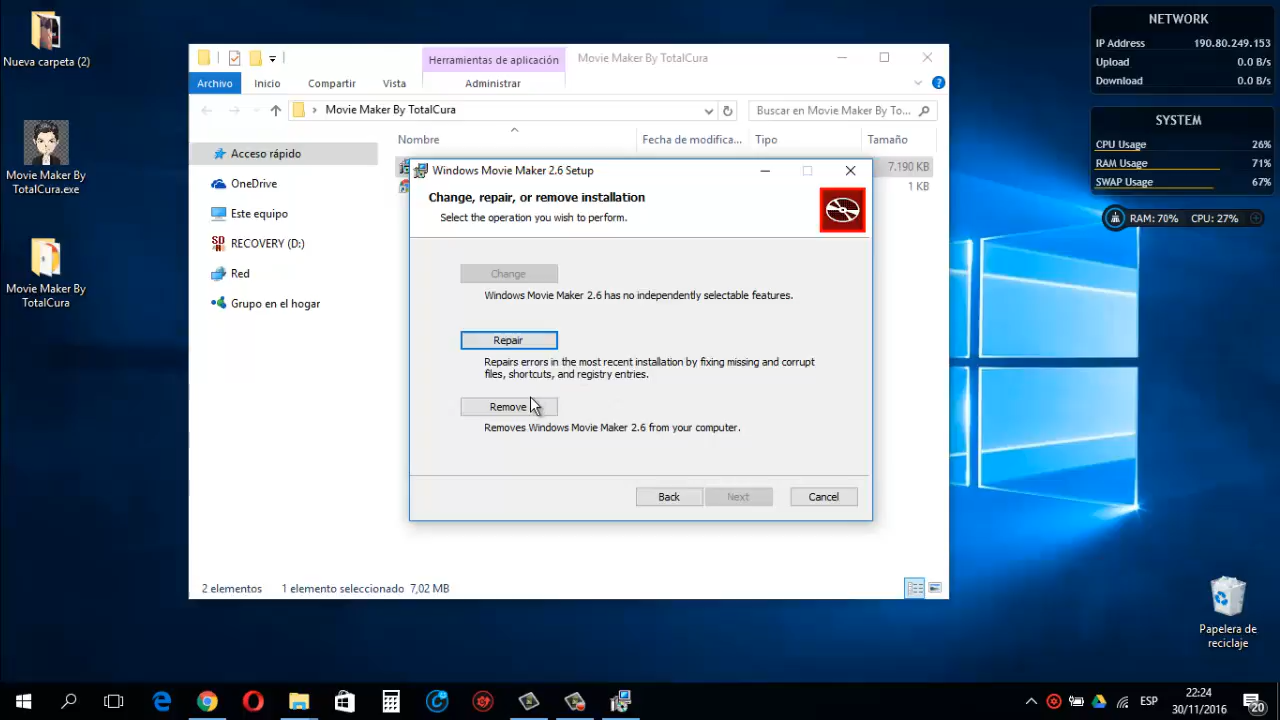 Nueva carpeta (2)
Movie Maker By
TotalCura.exe
Movie Maker By
TotalCura
Herramientas de aplicación
Movie Maker By TotalCura
Archivo
Inicio
Compartir
Vista
Administrar
Movie Maker By TotalCura
Buscar en Movie Maker By To...
Nombre
Fecha de modifica...
Tipo
Tamaño
Acceso rápido
OneDrive
Este equipo
RECOVERY (D:)
Red
Grupo en el hogar
7.190 KB
1 KB
Windows Movie Maker 2.6 Setup
Change, repair, or remove installation
Select the operation you wish to perform.
Change
Windows Movie Maker 2.6 has no independently selectable features.
Repair
Repairs errors in the most recent installation by fixing missing and corrupt
files, shortcuts, and registry entries.
Remove
Removes Windows Movie Maker 2.6 from your computer.
Back
Next
Cancel
2 elementos
1 elemento seleccionado 7,02 MB
NETWORK
IP Address 190.80.249.153
Upload 0.0 B/s
Download 0.0 B/s
SYSTEM
CPU Usage 26%
RAM Usage 71%
SWAP Usage 67%
RAM: 70% CPU: 27%
Papelera de
reciclaje
ESP
22:24
30/11/2016
20